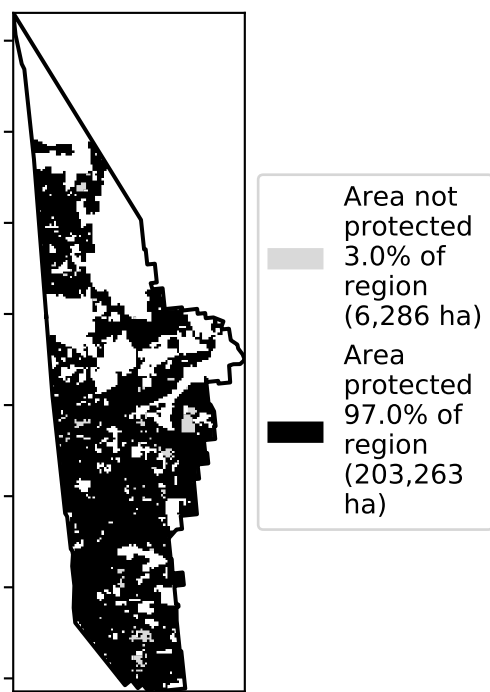 Area not
protected
3.0% of
region
(6,286 ha)
Area
protected
97.0% of
region
(203,263
ha)